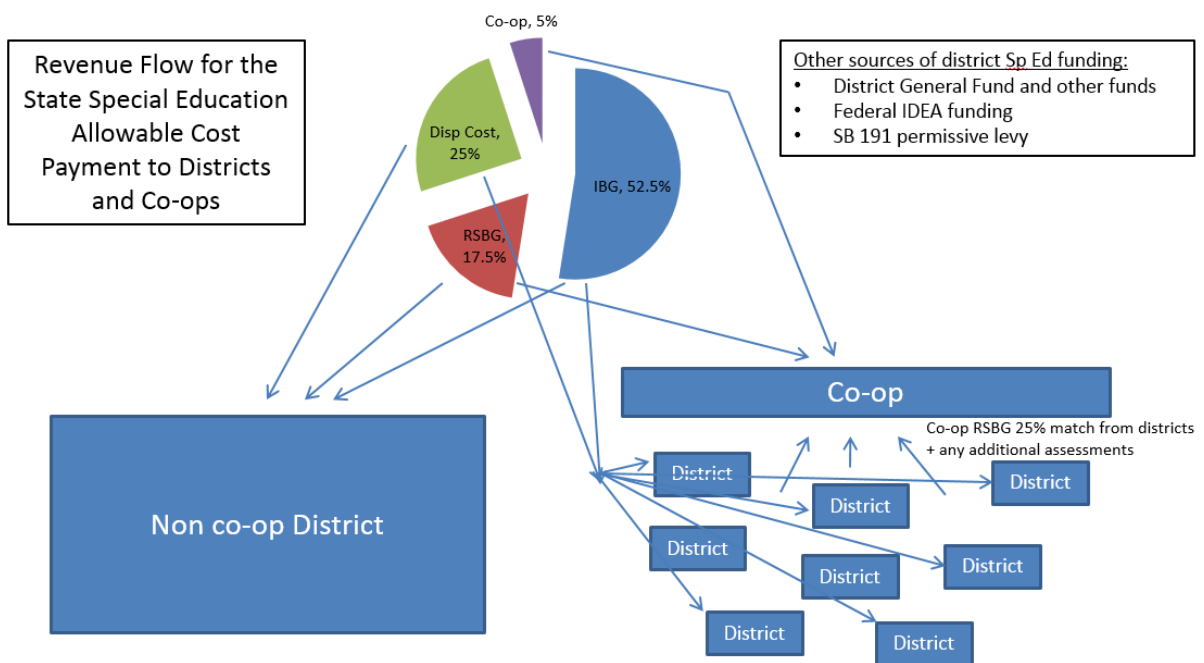 Co-op, 5%
Revenue Flow for the
State Special Education
Allowable Cost
Payment to Districts
and Co-ops
Other sources of district Sp Ed funding:
• District General Fund and other funds
• Federal IDEA funding
• SB 191 permissive levy
Disp Cost,
25%
IBG, 52.5%
RSBG,
17.5%
Co-op
Co-op RSBG 25% match from districts
+ any additional assessments
Non co-op District
District
District
District
District
District
District
District
District